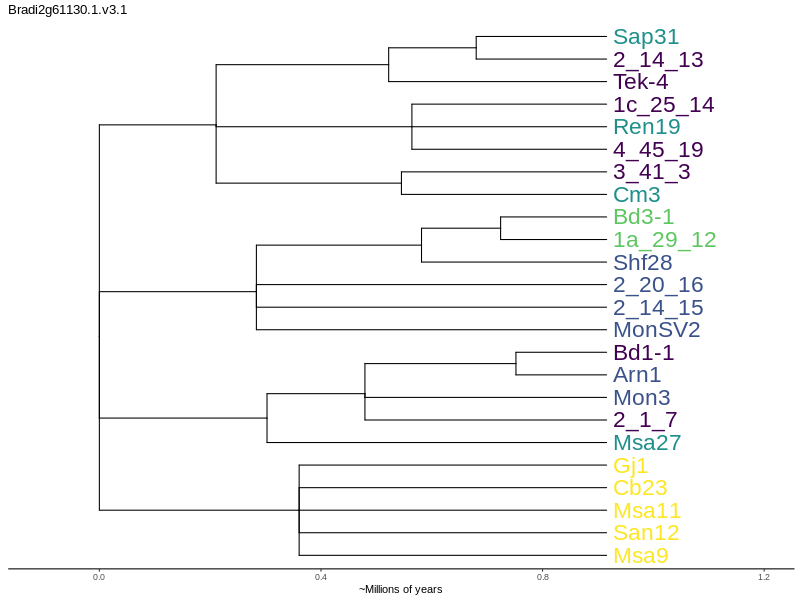 Bradi2g61130.1.v3.1
Sap31
2_14_13
Tek-4
1c_25_14
Ren19
4_45_19
3_41_3
Cm3
Bd3-1
1a_29_12
Shf28
2_20_16
2_14_15
MonSV2
Bd1-1
Arn1
Mon3
2_1_7
Msa27
Gj1
Cb23
Msa11
San12
Msa9
0.0 0.4 0.8 1.2
~Millions of years